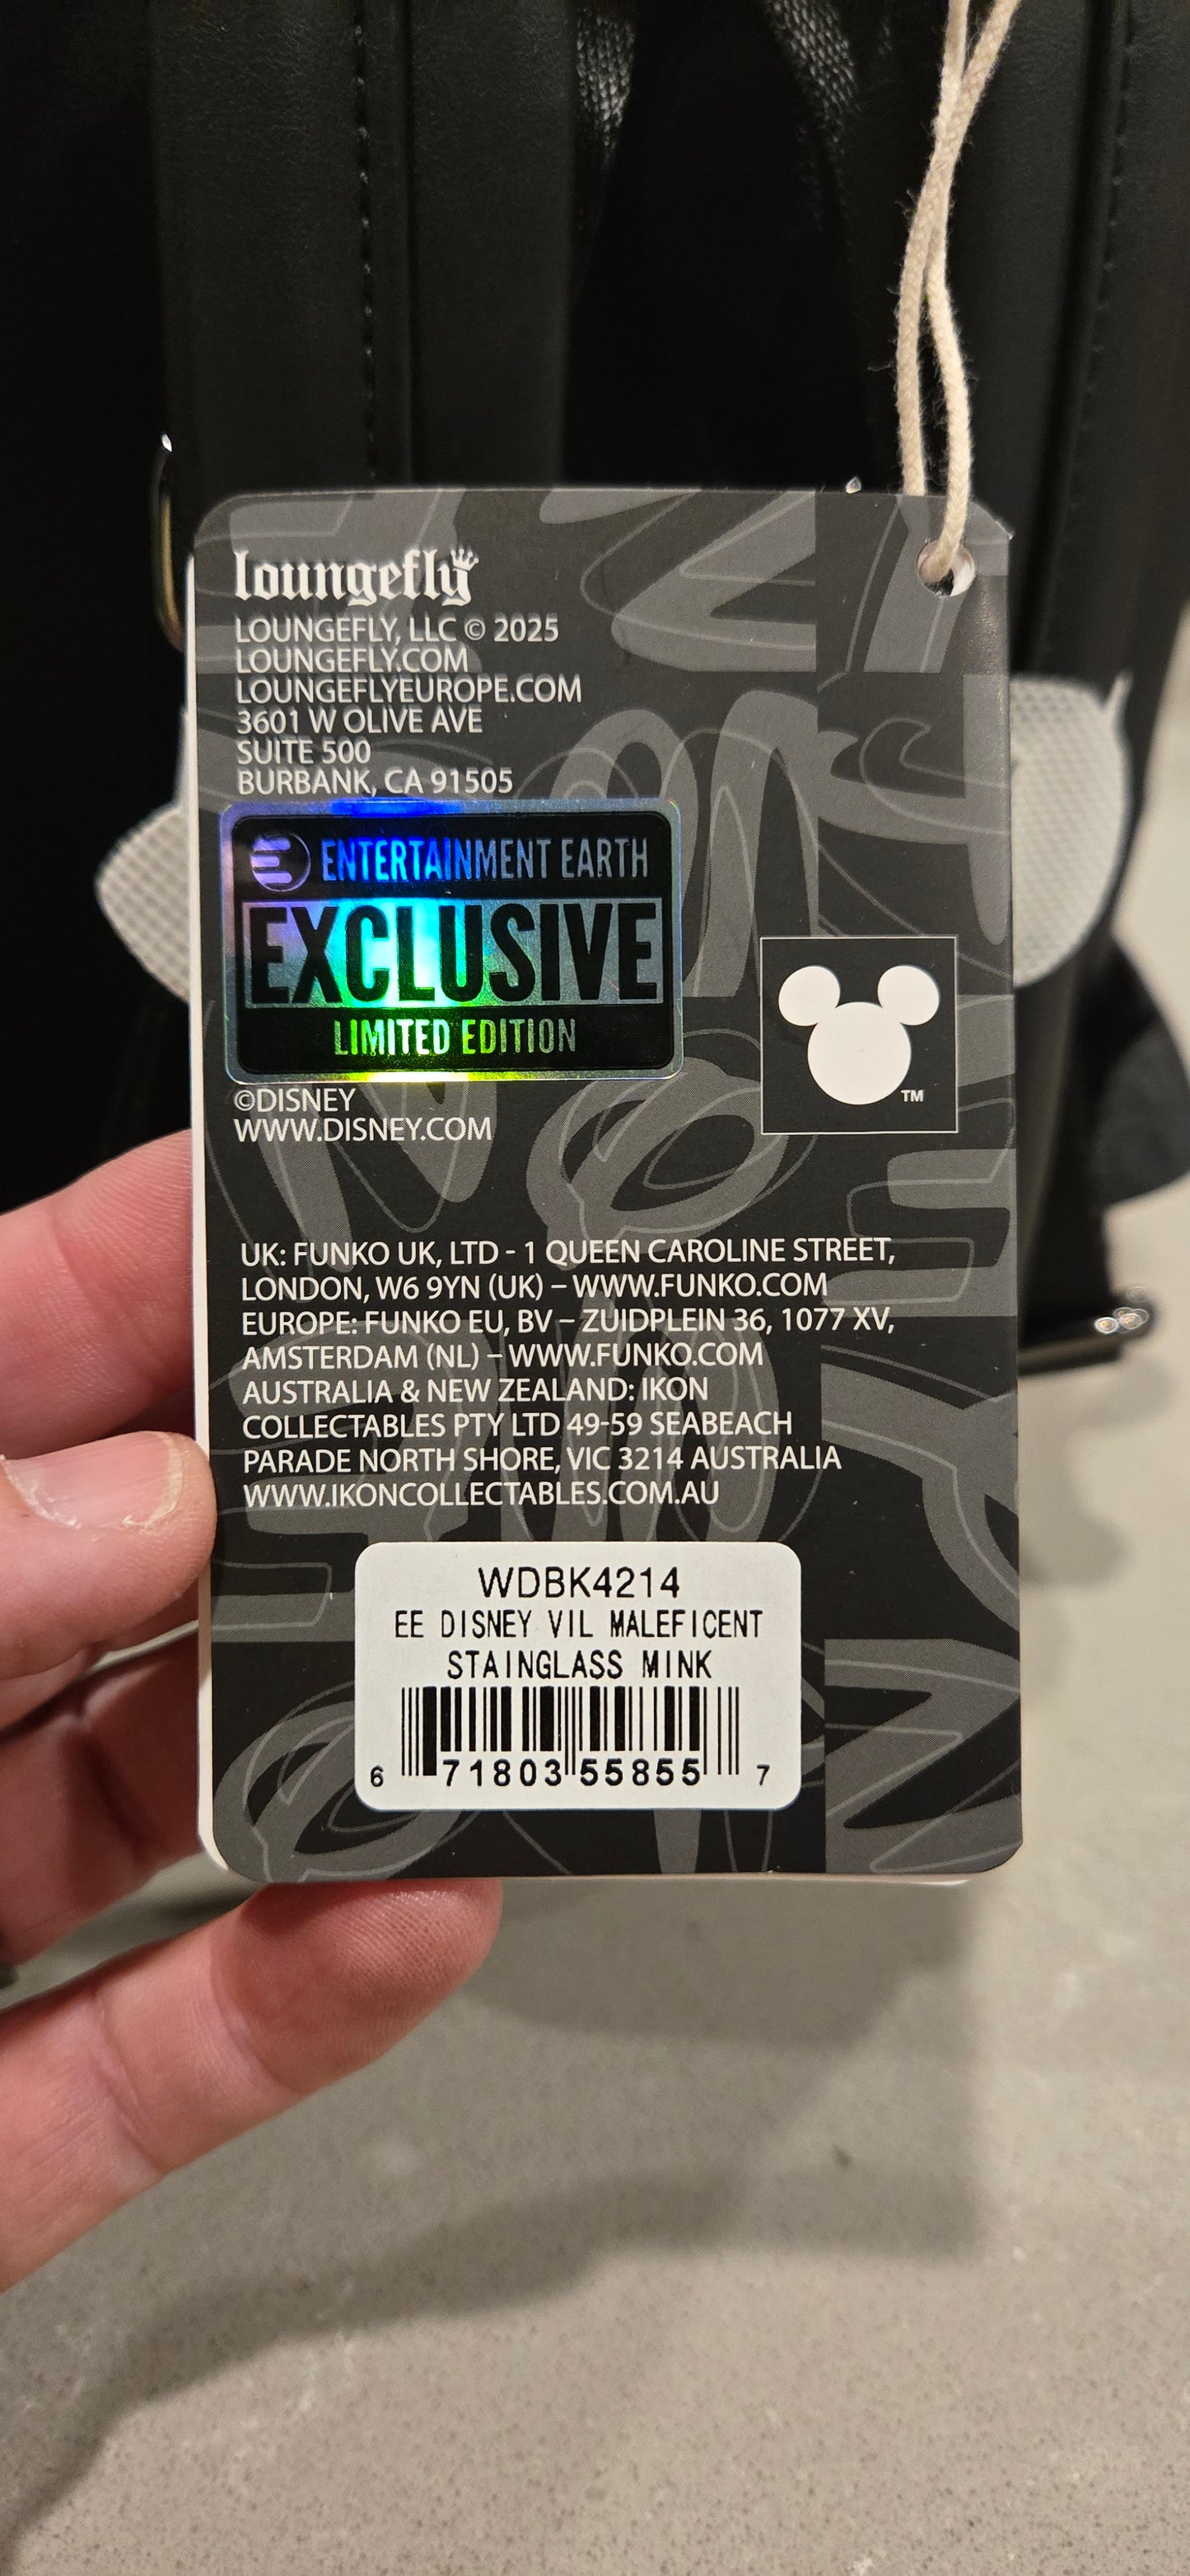 loungefly
LOUNGEFLY, LLC © 2025
LOUNGEFLY.COM
LOUNGEFLYEUROPE.COM
3601 W OLIVE AVE
SUITE 500
BURBANK, CA 91505
E ENTERTAINMENT EARTH
EXCLUSIVE
LIMITED EDITION
TM
©DISNEY
WWW.DISNEY.COM
UK: FUNKO UK, LTD - 1 QUEEN CAROLINE STREET,
LONDON, W6 9YN (UK) – WWW.FUNKO.COM
EUROPE: FUNKO EU, BV – ZUIDPLEIN 36, 1077 XV,
AMSTERDAM (NL) – WWW.FUNKO.COM
AUSTRALIA & NEW ZEALAND: IKON
COLLECTABLES PTY LTD 49-59 SEABEACH
PARADE NORTH SHORE, VIC 3214 AUSTRALIA
WWW.IKONCOLLECTABLES.COM.AU
WDBK4214
EE DISNEY VIL MALEFICENT
STAINGLASS MINK
6 71803 55855 7